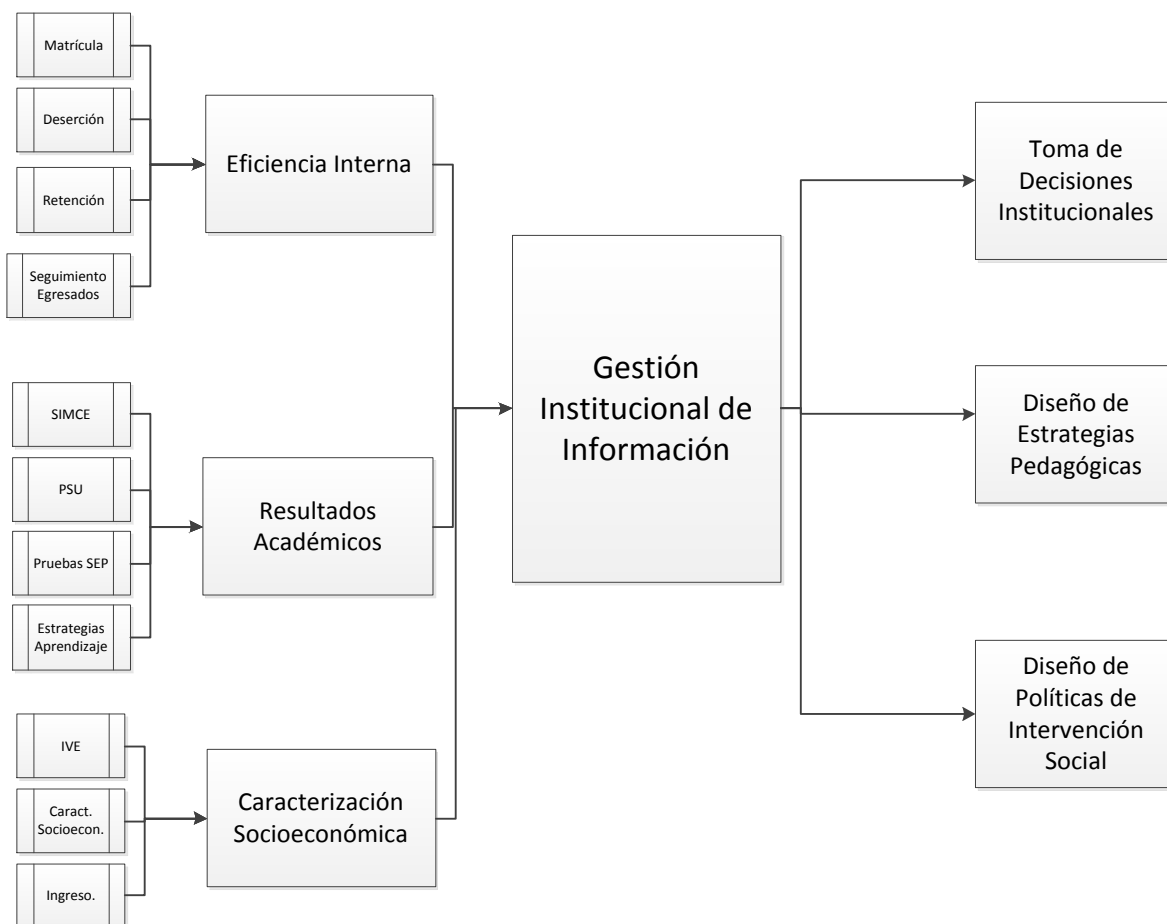 Matrícula
Deserción
Retención
Seguimiento
Egresados
Eficiencia Interna
SIMCE
PSU
Pruebas SEP
Estrategias
Aprendizaje
Resultados
Académicos
IVE
Caract.
Socioecon.
Ingreso.
Caracterización
Socioeconómica
Gestión
Institucional de
Información
Toma de
Decisiones
Institucionales
Diseño de
Estrategias
Pedagógicas
Diseño de
Políticas de
Intervención
Social